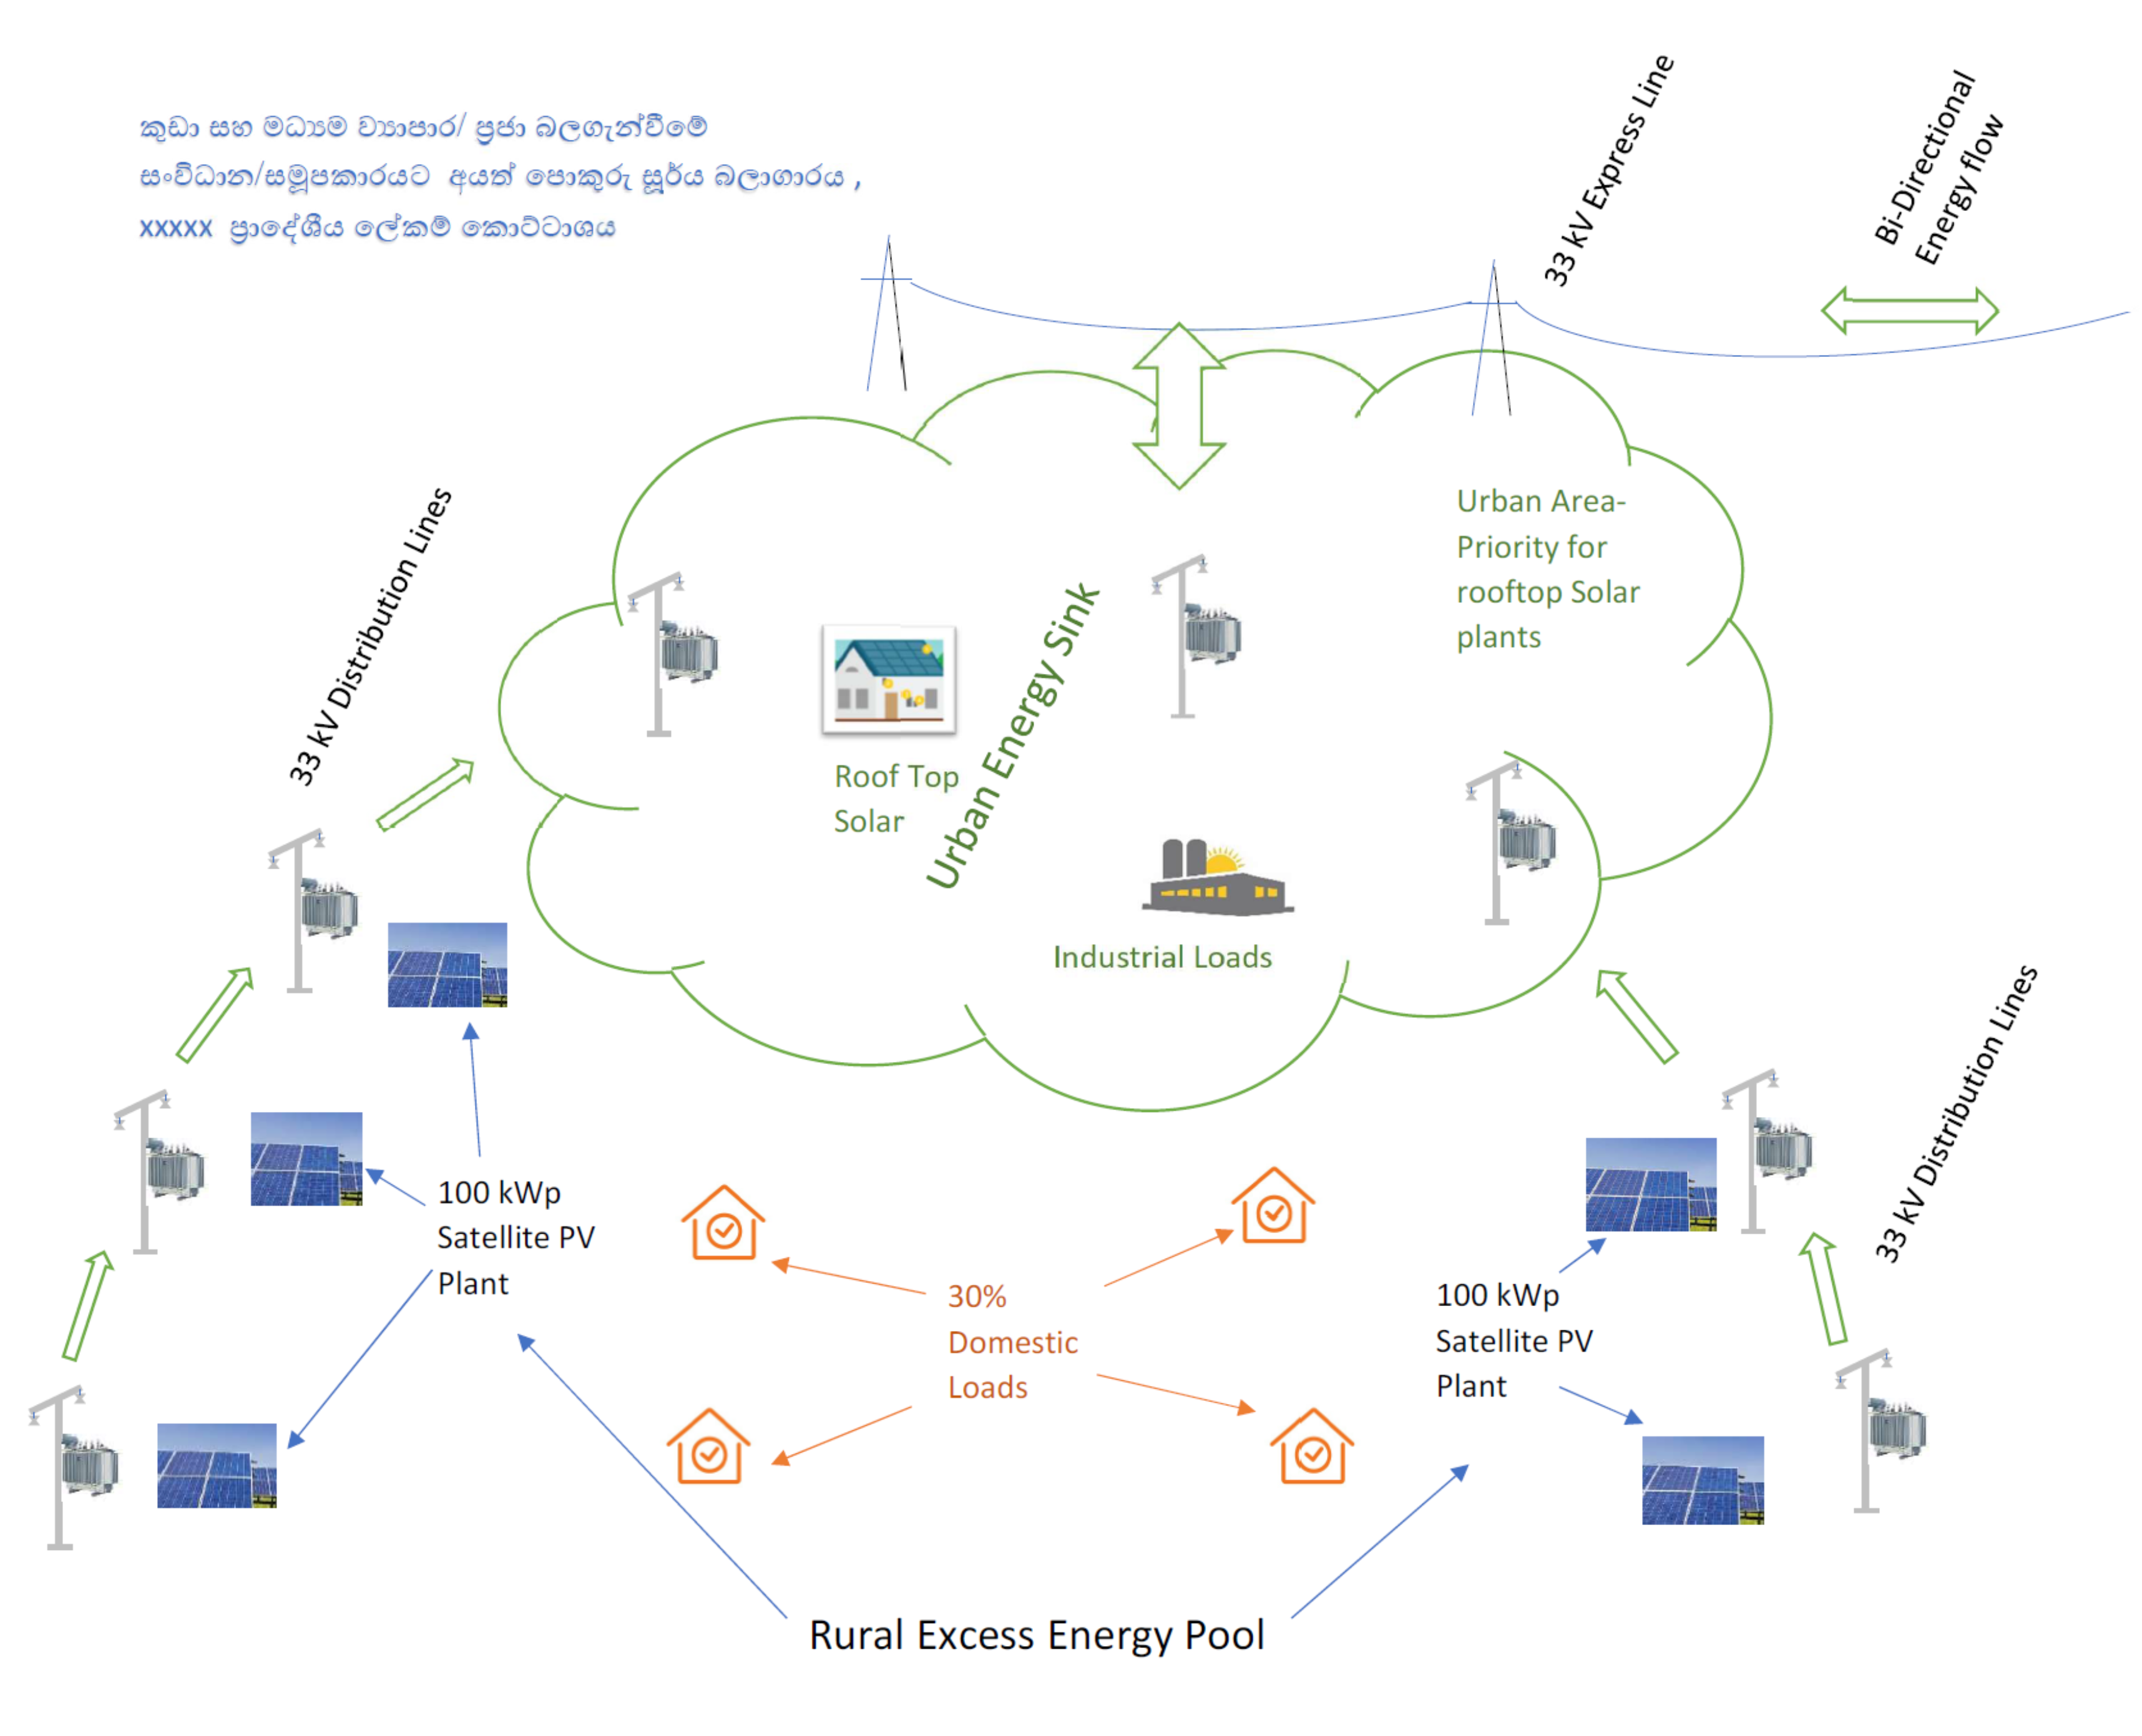 කුඩා සහ මධ්‍යම ව්‍යාපාර/ ප්‍රජා බලගැන්වීමේ
සංවිධාන/සමූපකාරයට අයත් පොකුරු සූර්ය බලාගාරය ,
xxxxx ප්‍රාදේශීය ලේකම් කොට්ටාශය
33 kV Express Line
Bi-Directional
Energy flow
33 kV Distribution Lines
Urban Area-
Priority for
rooftop Solar
plants
Urban Energy Sink
Roof Top
Solar
Industrial Loads
33 kV Distribution Lines
100 kWp
Satellite PV
Plant
30%
Domestic
Loads
100 kWp
Satellite PV
Plant
Rural Excess Energy Pool